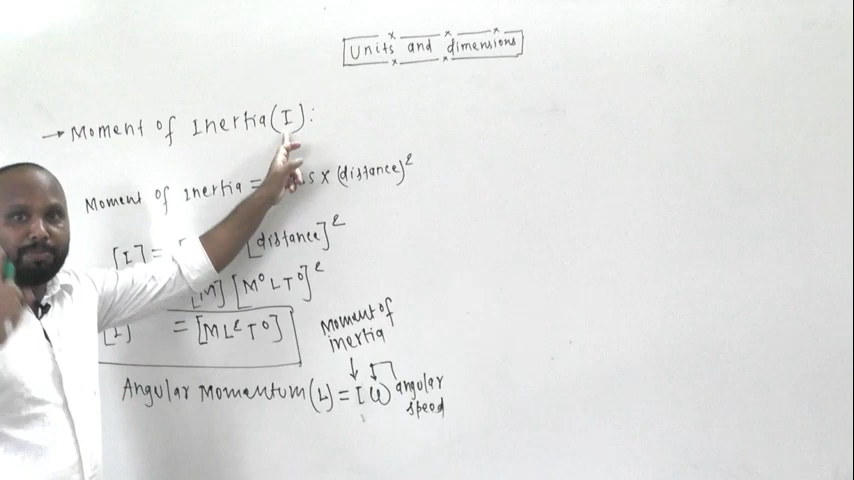 Units and dimensions
→ Moment of Inertia (I):
Moment of Inertia = × (distance)²
[I] = [distance]²
[M] [M⁰LT⁰]²
[I] = [ML²T⁰]
Moment of
inertia
Angular Momentum (L) = Iω angular
speed